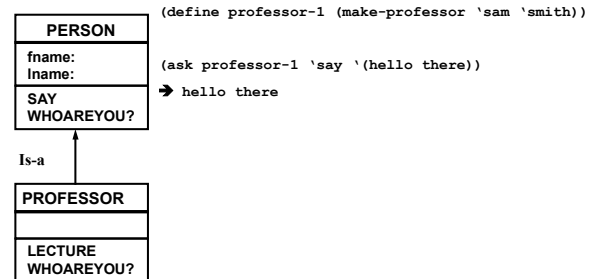 PERSON
fname:
lname:
SAY
WHOAREYOU?
Is-a
PROFESSOR
LECTURE
WHOAREYOU?
(define professor-1 (make-professor ‘sam ‘smith))
(ask professor-1 ‘say ‘(hello there))
➔ hello there